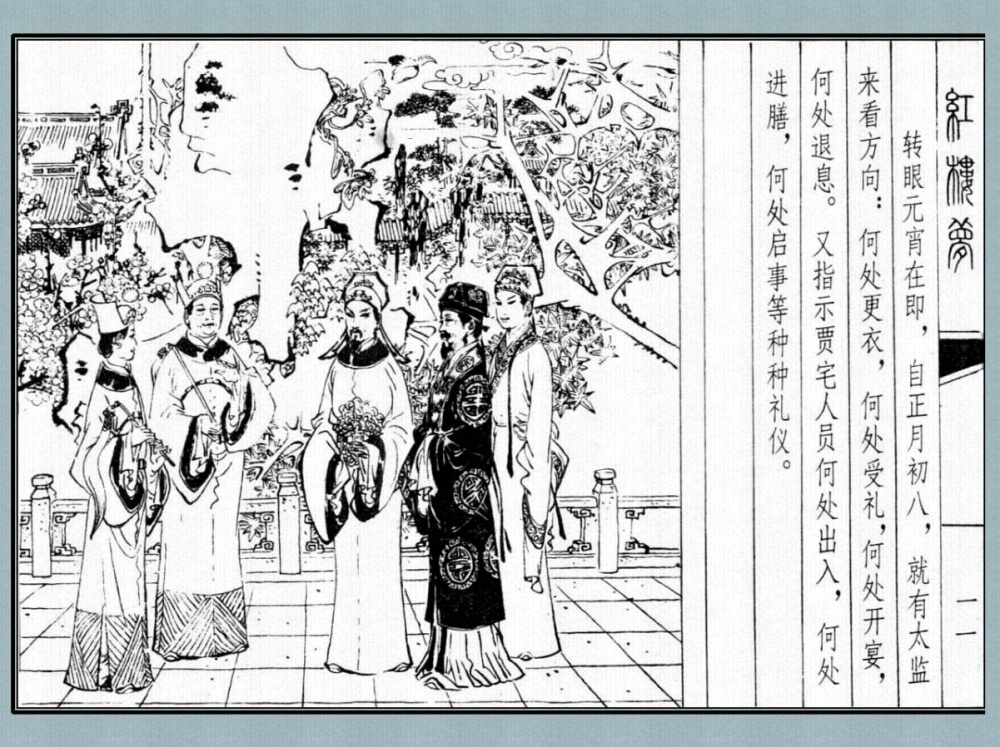 紅樓夢
一一
转眼元宵在即，自正月初八，就有太监
来看方向：何处更衣，何处受礼，何处开宴，
何处退息。又指示贾宅人员何处出入，何处
进膳，何处启事等种种礼仪。